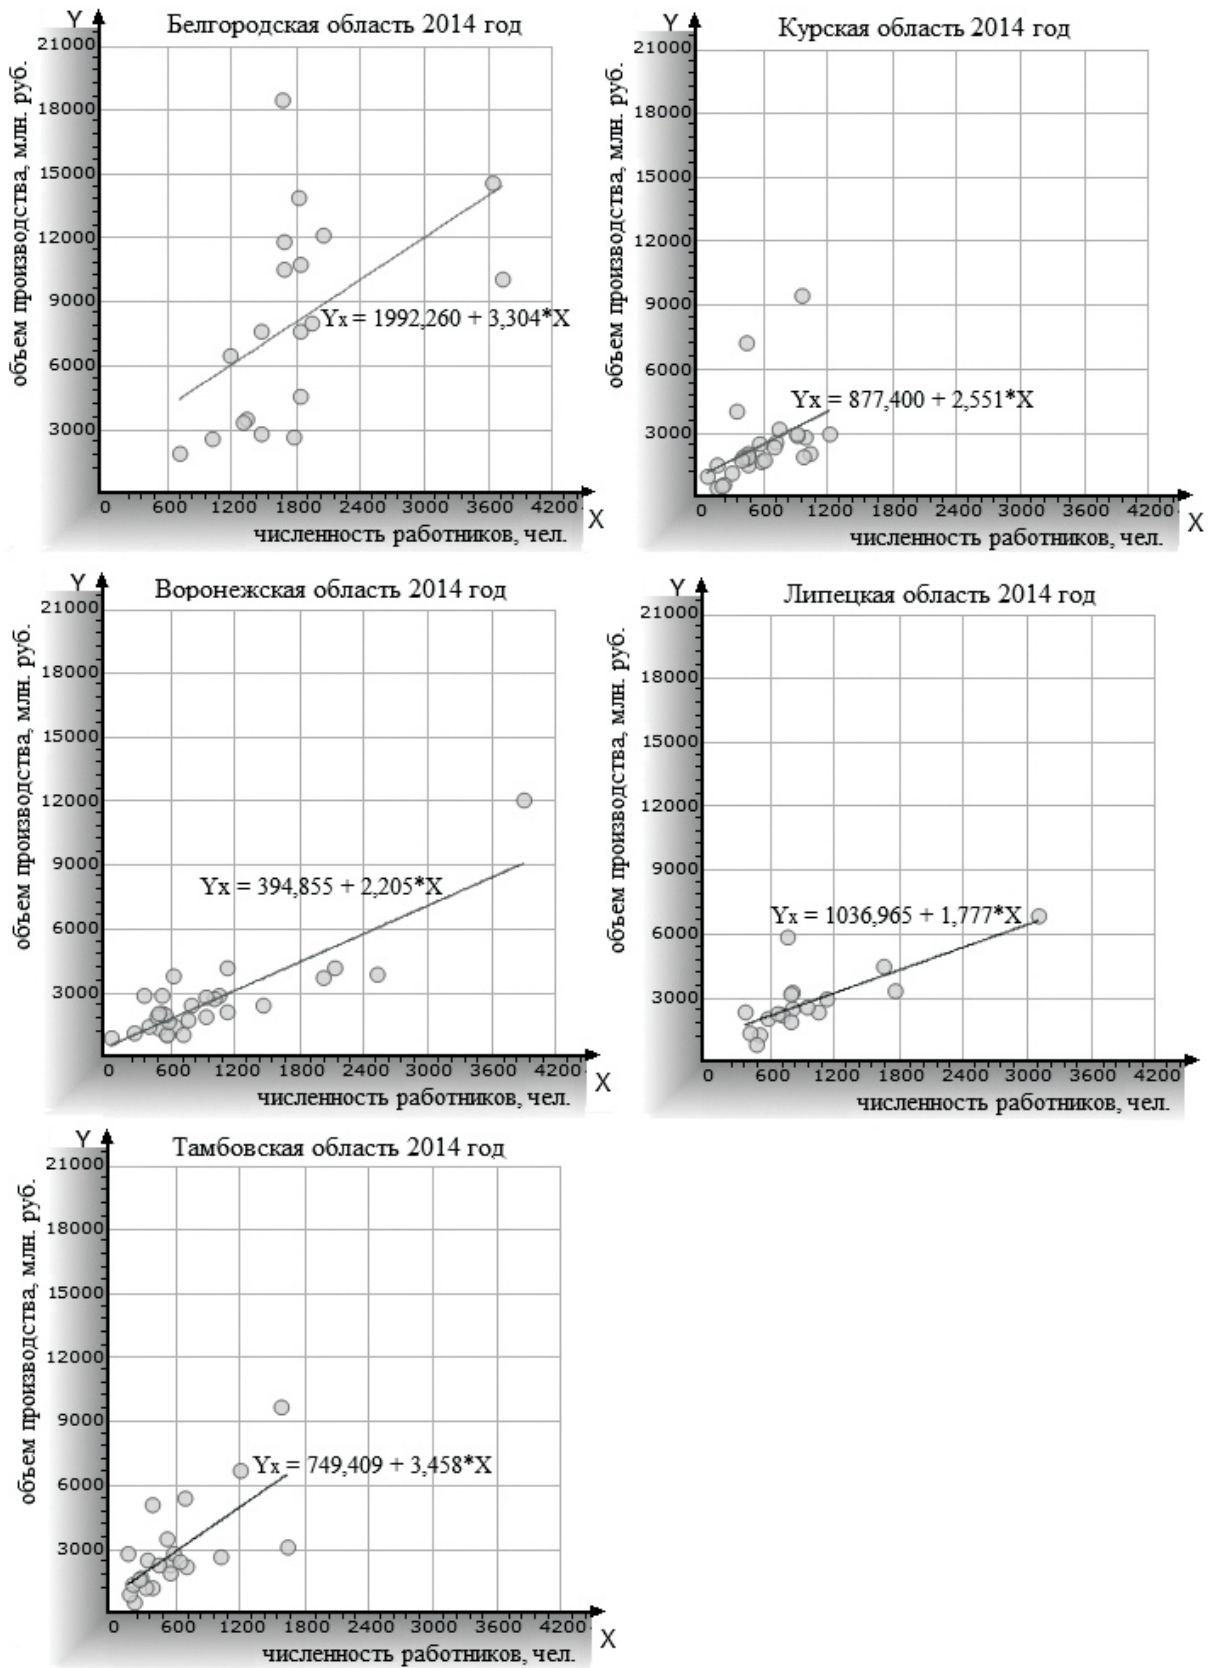 Y
Белгородская область 2014 год
21000
18000
15000
12000
9000
6000
3000
объем производства, млн. руб.
Yx = 1992,260 + 3,304*X
0 600 1200 1800 2400 3000 3600 4200
X
численность работников, чел.
Y
Курская область 2014 год
21000
18000
15000
12000
9000
6000
3000
объем производства, млн. руб.
Yx = 877,400 + 2,551*X
0 600 1200 1800 2400 3000 3600 4200
X
численность работников, чел.
Y
Воронежская область 2014 год
21000
18000
15000
12000
9000
6000
3000
объем производства, млн. руб.
Yx = 394,855 + 2,205*X
0 600 1200 1800 2400 3000 3600 4200
X
численность работников, чел.
Y
Липецкая область 2014 год
21000
18000
15000
12000
9000
6000
3000
объем производства, млн. руб.
Yx = 1036,965 + 1,777*X
0 600 1200 1800 2400 3000 3600 4200
численность работников, чел.
Y
Тамбовская область 2014 год
21000
18000
15000
12000
9000
6000
3000
объем производства, млн. руб.
Yx = 749,409 + 3,458*X
0 600 1200 1800 2400 3000 3600 4200
X
численность работников, чел.